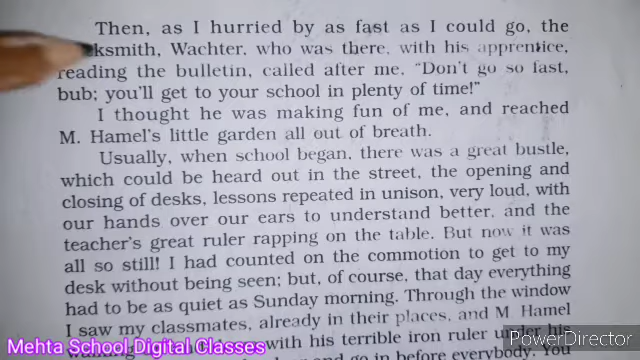 Then, as I hurried by as fast as I could go, the
ksmith, Wachter, who was there, with his apprentice,
reading the bulletin, called after me, “Don't go so fast,
bub; you'll get to your school in plenty of time!”
I thought he was making fun of me, and reached
M. Hamel's little garden all out of breath.
Usually, when school began, there was a great bustle,
which could be heard out in the street, the opening and
closing of desks, lessons repeated in unison, very loud, with
our hands over our ears to understand better, and the
teacher's great ruler rapping on the table. But now it was
all so still! I had counted on the commotion to get to my
desk without being seen; but, of course, that day everything
had to be as quiet as Sunday morning. Through the window
I saw my classmates, already in their places, and M. Hamel
with his terrible iron ruler under his
and go in before everybody. You
Mehta School Digital Classes
PowerDirector